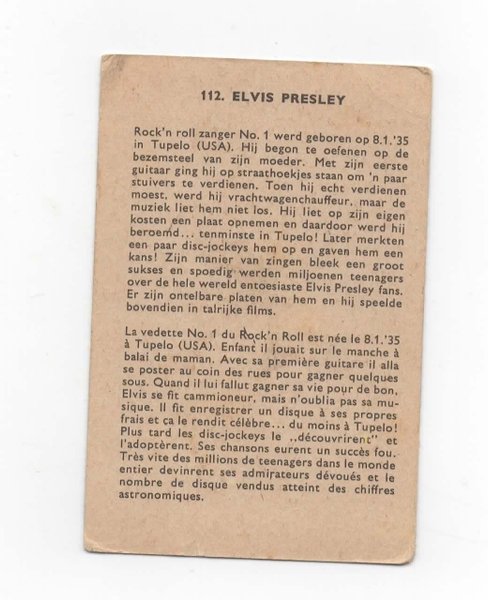 112. ELVIS PRESLEY
Rock'n roll zanger No. 1 werd geboren op 8.1.'35
in Tupelo (USA). Hij begon te oefenen op de
bezemsteel van zijn moeder. Met zijn eerste
guitaar ging hij op straathoekjes staan om 'n paar
stuivers te verdienen. Toen hij echt verdienen
moest, werd hij vrachtwagenchauffeur, maar de
muziek liet hem niet los. Hij liet op zijn eigen
kosten een plaat opnemen en daardoor werd hij
beroemd... tenminste in Tupelo! Later merkten
een paar disc-jockeys hem op en gaven hem een
kans! Zijn manier van zingen bleek een groot
sukses en spoedig werden miljoenen teenagers
over de hele wereld entoesiaste Elvis Presley fans.
Er zijn ontelbare platen van hem en hij speelde
bovendien in talrijke films.
La vedette No. 1 du Rock'n Roll est née le 8.1.'35
à Tupelo (USA). Enfant il jouait sur le manche à
balai de maman. Avec sa première guitare il alla
se poster au coin des rues pour gagner quelques
sous. Quand il lui fallut gagner sa vie pour de bon,
Elvis se fit cammioneur, mais n'oublia pas sa mu-
sique. Il fit enregistrer un disque à ses propres
frais et ça le rendit célèbre... du moins à Tupelo!
Plus tard les disc-jockeys le „découvrirent" et
l'adoptèrent. Ses chansons eurent un succès fou.
Très vite des millions de teenagers dans le monde
entier devinrent ses admirateurs dévoués et le
nombre de disque vendus atteint des chiffres
astronomiques.